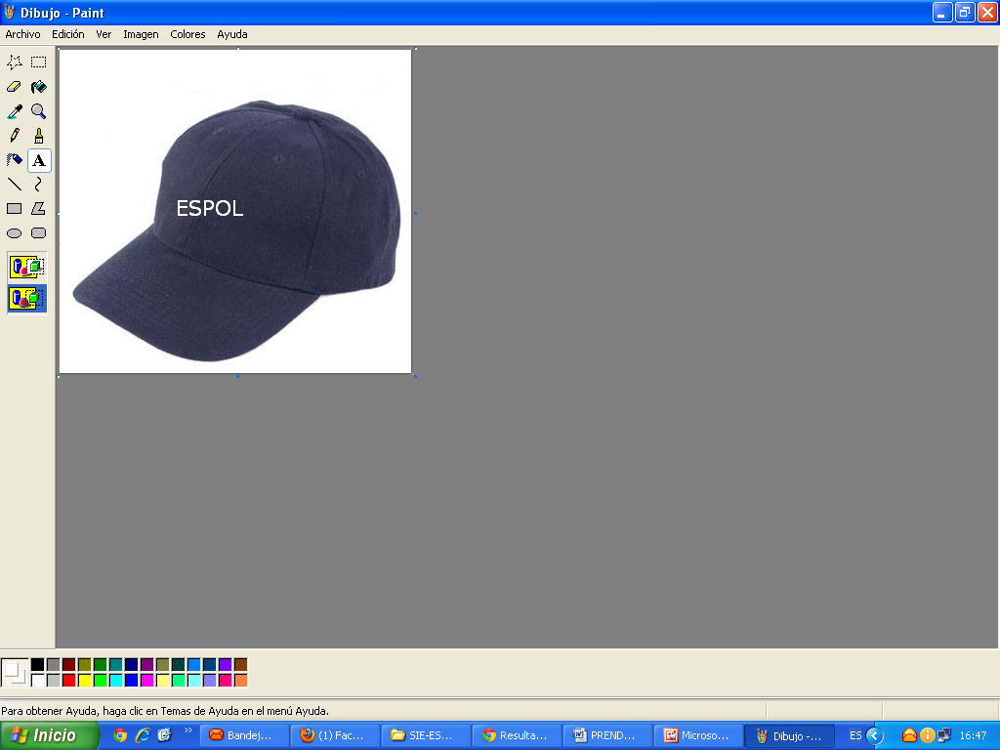 Dibujo - Paint
Archivo Edición Ver Imagen Colores Ayuda
A
ESPOL
Para obtener Ayuda, haga clic en Temas de Ayuda en el menú Ayuda.
Inicio
»
Bandej...
(1) Fac...
SIE-ES...
Resulta...
PREND...
Microso...
Dibujo -...
ES
16:47